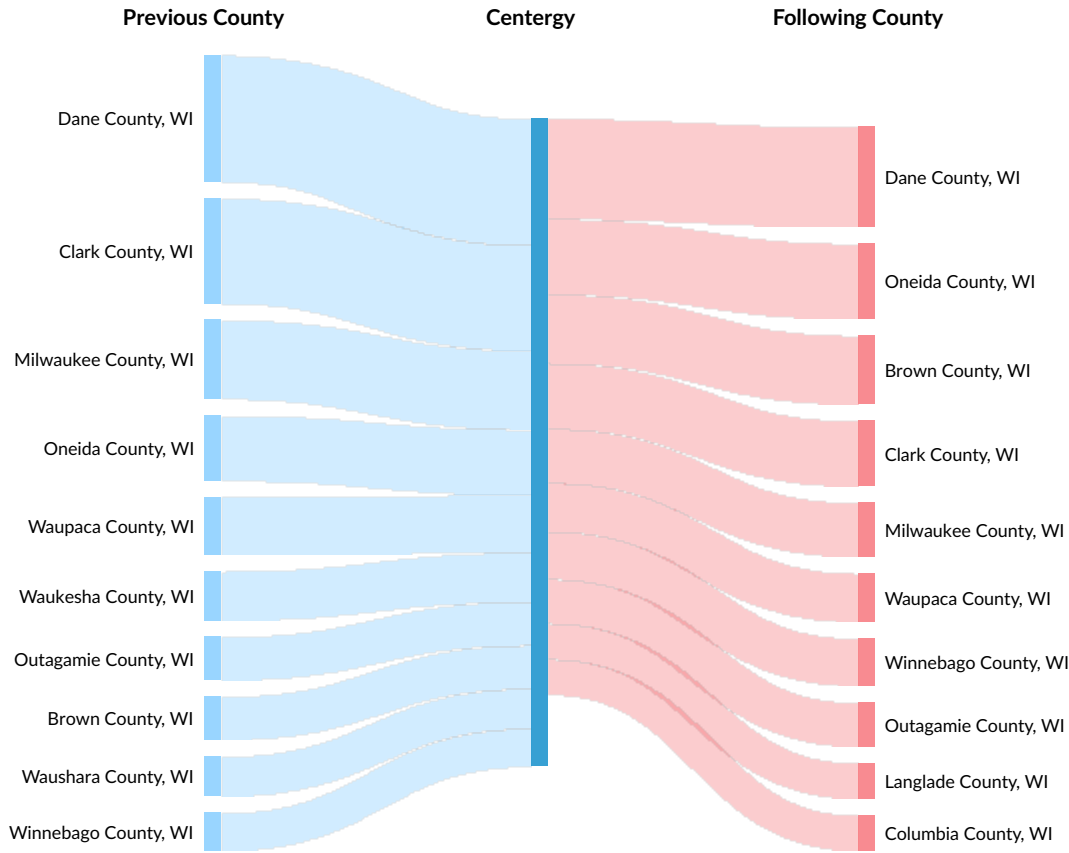 Previous County
Centergy
Following County
Dane County, WI
Clark County, WI
Milwaukee County, WI
Oneida County, WI
Waupaca County, WI
Waukesha County, WI
Outagamie County, WI
Brown County, WI
Waushara County, WI
Winnebago County, WI
Dane County, WI
Oneida County, WI
Brown County, WI
Clark County, WI
Milwaukee County, WI
Waupaca County, WI
Winnebago County, WI
Outagamie County, WI
Langlade County, WI
Columbia County, WI